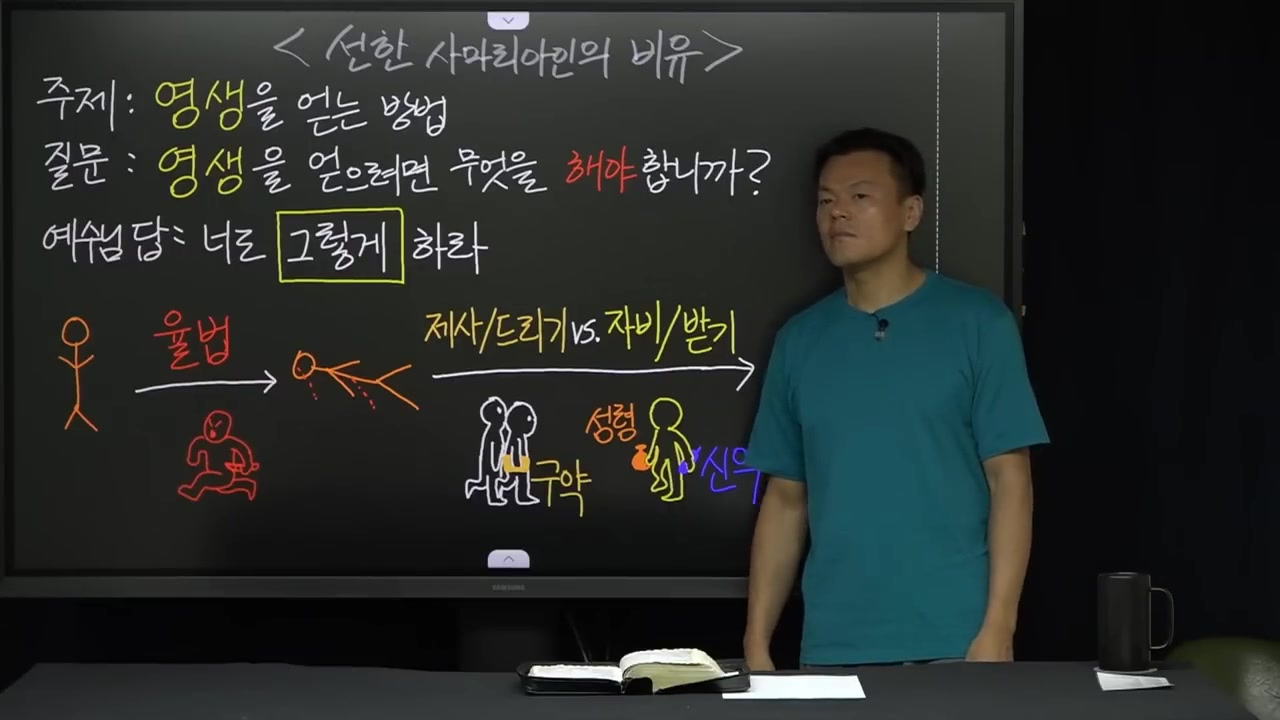 < 선한 사마리아인의 비유 >
주제: 영생을 얻는 방법
질문: 영생을 얻으려면 무엇을 해야 합니까?
예수님 답: 너도 그렇게 하라
율법
제사/드리기 vs. 자비/받기
성령
구약
신약
SAMSUNG